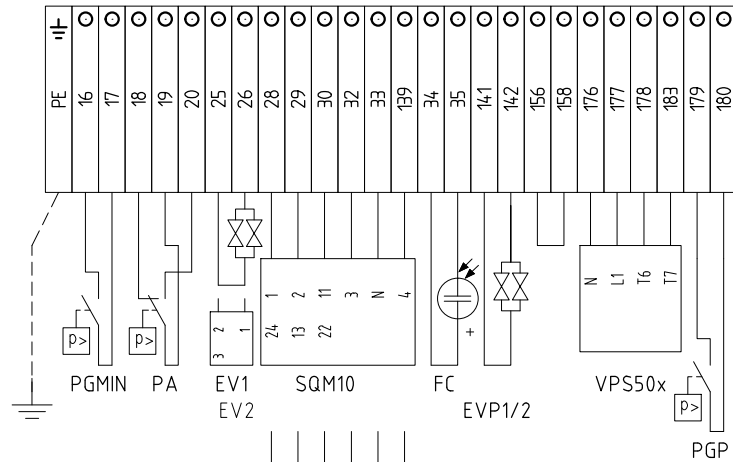 PE 16 17 18 19 20 25 26 28 29 30 32 33 139 34 35 141 142 156 158 176 177 178 183 179 180
1 2 11 3 N 4
N L1 T6 T7
2 1
24 13 22
3
p> p>
+
PGMIN PA EV1 SQM10 FC VPS50x
EV2 EVP1/2
p>
PGP